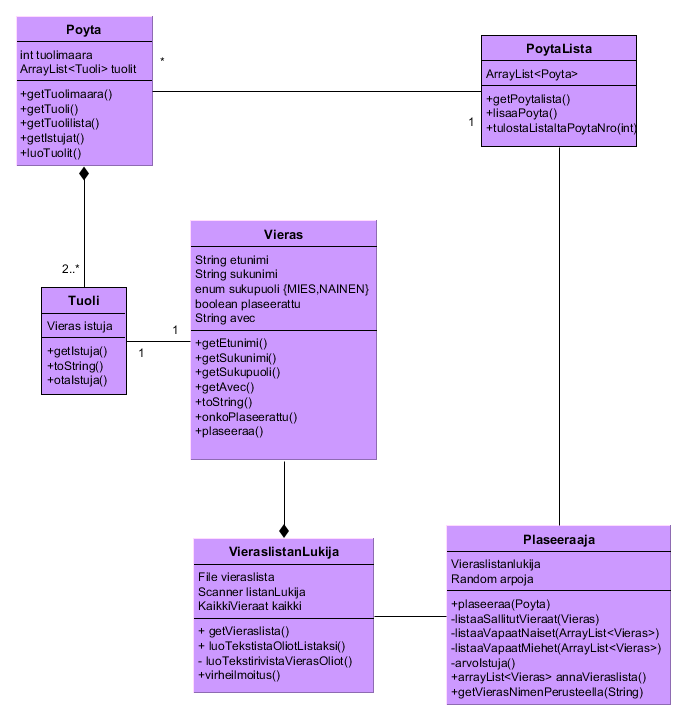 Poyta
int tuolimaara
ArrayList<Tuoli> tuolit
+getTuolimaara()
+getTuoli()
+getTuolilista()
+getIstujat()
+luoTuolit()
*
PoytaLista
ArrayList<Poyta>
+getPoytalista()
+lisaaPoyta()
+tulostaListaltaPoytaNro(int)
1
2..*
Tuoli
Vieras istuja
+getIstuja()
+toString()
+otaIstuja()
1
1
Vieras
String etunimi
String sukunimi
enum sukupuoli {MIES,NAINEN}
boolean plaseerattu
String avec
+getEtunimi()
+getSukunimi()
+getSukupuoli()
+getAvec()
+toString()
+onkoPlaseerattu()
+plaseeraa()
VieraslistanLukija
File vieraslista
Scanner listanLukija
KaikkiVieraat kaikki
+ getVieraslista()
+ luoTekstistaOliotListaksi()
- luoTekstirivistaVierasOliot()
+virheilmoitus()
Plaseeraaja
Vieraslistanlukija
Random arpoja
+plaseeraa(Poyta)
-listaaSallitutVieraat(Vieras)
-listaaVapaatNaiset(ArrayList<Vieras>)
-listaaVapaatMiehet(ArrayList<Vieras>)
-arvoIstuja()
+arrayList<Vieras> annaVieraslista()
+getVierasNimenPerusteella(String)